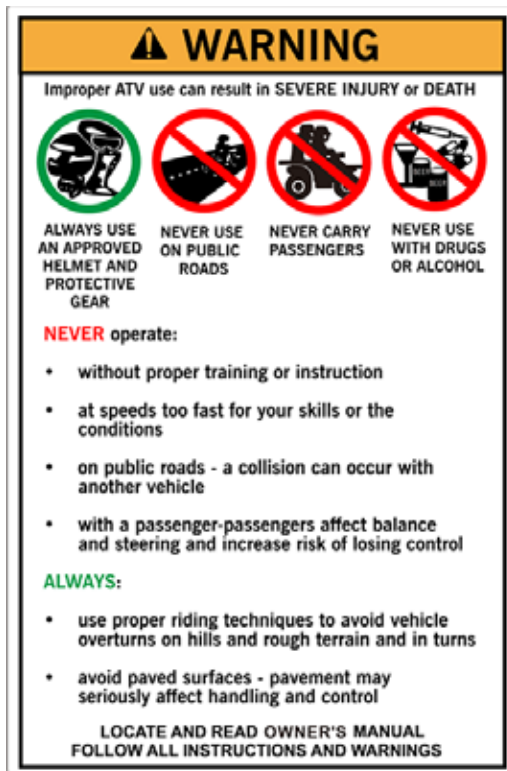 WARNING
Improper ATV use can result in SEVERE INJURY or DEATH
ALWAYS USE
AN APPROVED
HELMET AND
PROTECTIVE
GEAR
NEVER USE
ON PUBLIC
ROADS
NEVER CARRY
PASSENGERS
NEVER USE
WITH DRUGS
OR ALCOHOL
NEVER operate:
• without proper training or instruction
• at speeds too fast for your skills or the
conditions
• on public roads - a collision can occur with
another vehicle
• with a passenger-passengers affect balance
and steering and increase risk of losing control
ALWAYS:
• use proper riding techniques to avoid vehicle
overturns on hills and rough terrain and in turns
• avoid paved surfaces - pavement may
seriously affect handling and control
LOCATE AND READ OWNER'S MANUAL
FOLLOW ALL INSTRUCTIONS AND WARNINGS